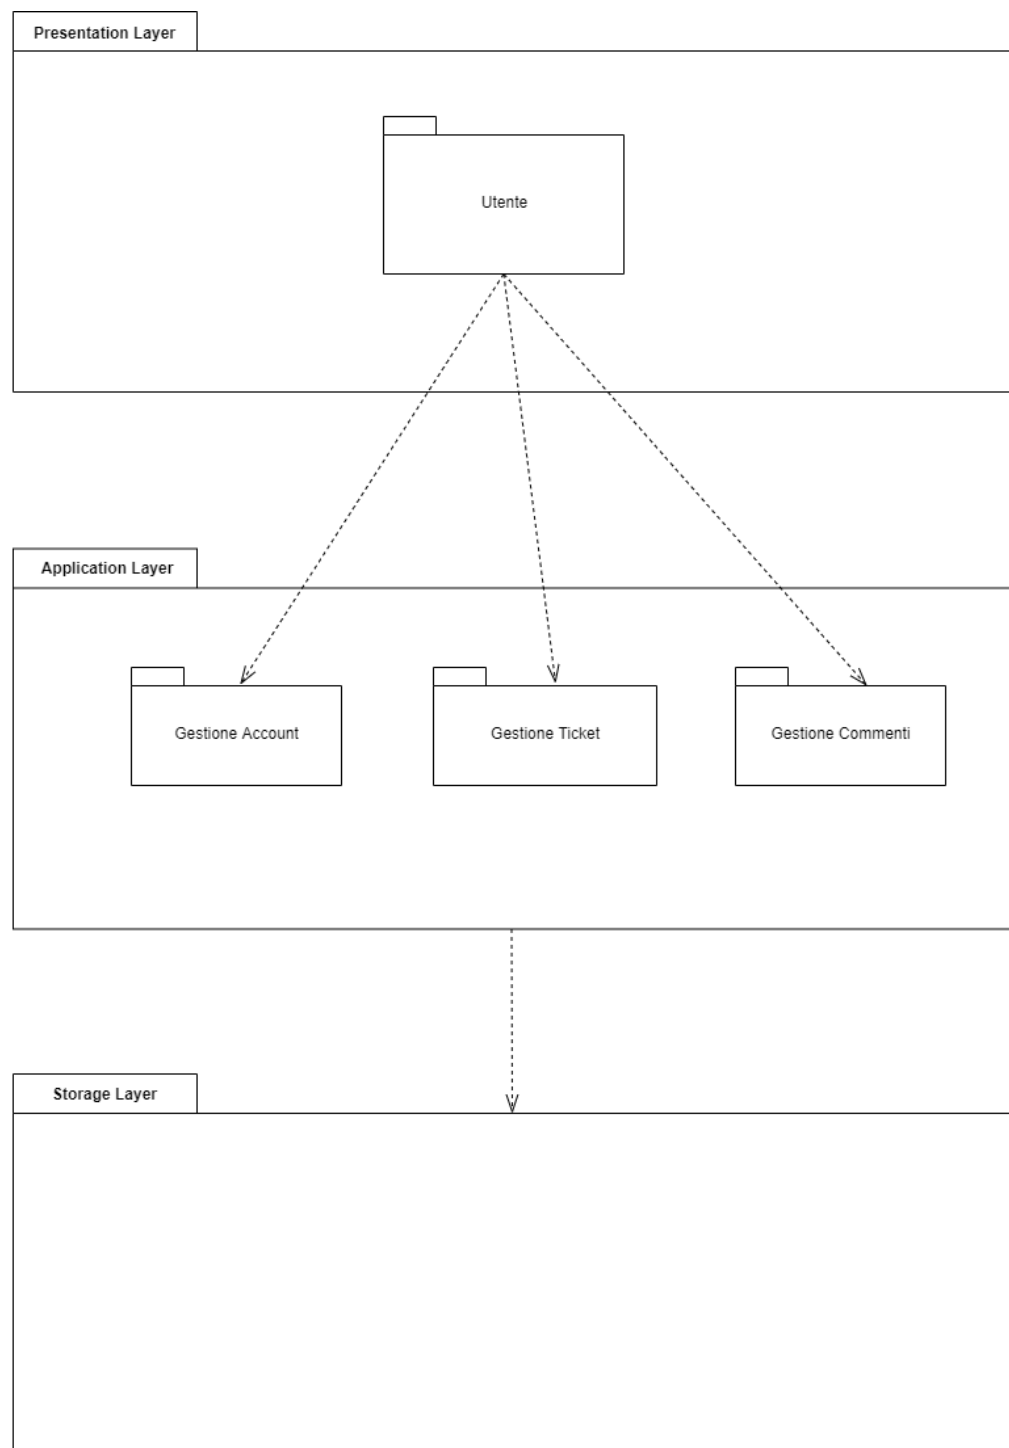 Presentation Layer
Utente
Application Layer
Gestione Account
Gestione Ticket
Gestione Commenti
Storage Layer